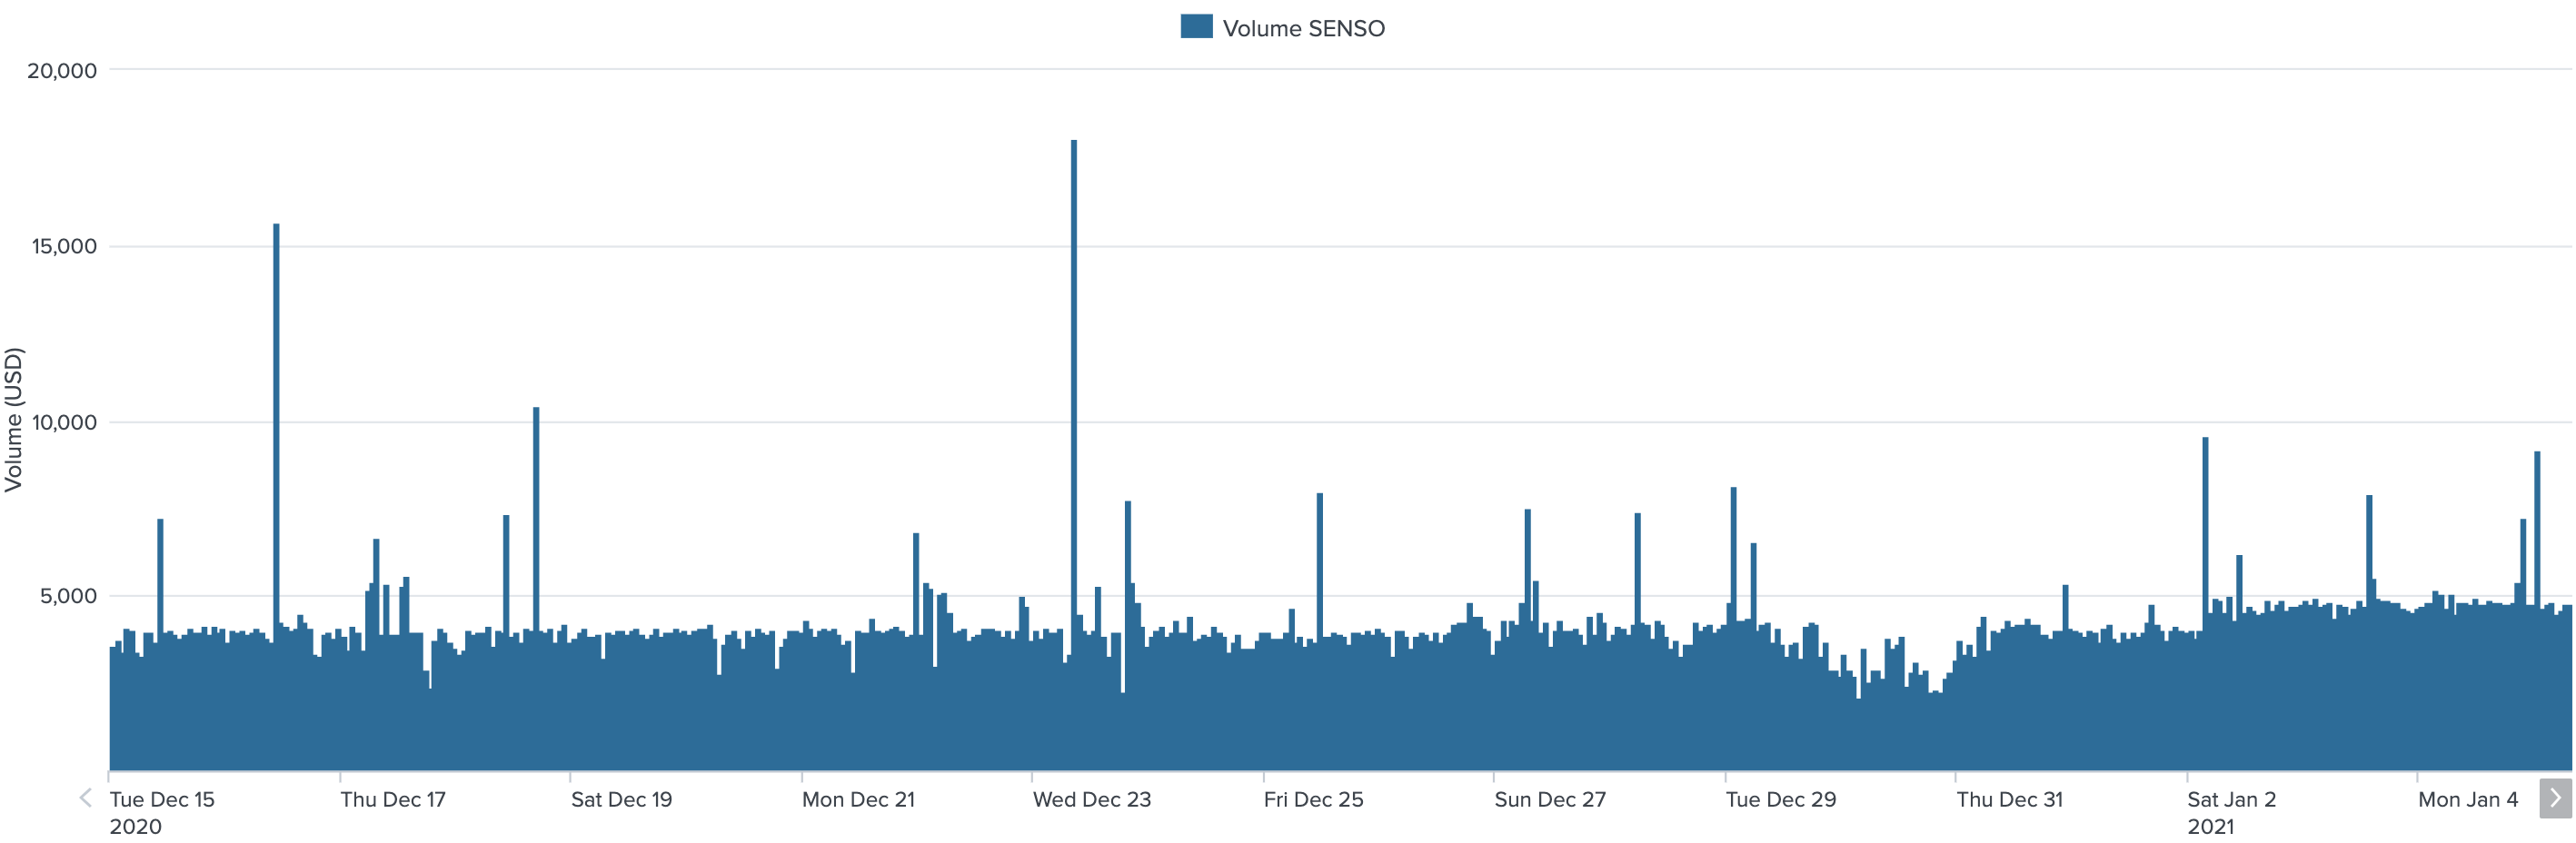 Volume SENSO
20,000
15,000
10,000
5,000
Volume (USD)
Tue Dec 15
2020
Thu Dec 17
Sat Dec 19
Mon Dec 21
Wed Dec 23
Fri Dec 25
Sun Dec 27
Tue Dec 29
Thu Dec 31
Sat Jan 2
2021
Mon Jan 4